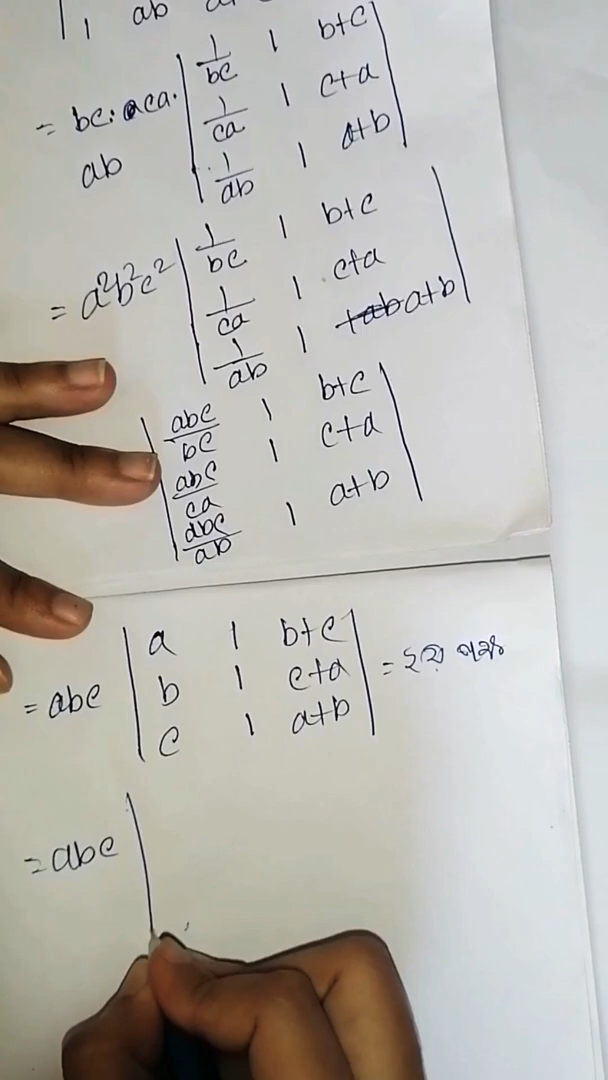 1 ab
= bc. ca. | 1/bc 1 b+c |
ab | 1/ca 1 c+a |
| 1/ab 1 a+b |
= a²b²c² | 1/bc 1 b+c |
| 1/ca 1 c+a |
| 1/ab 1 a+b |
| abc/bc 1 b+c |
| abc/ca 1 c+a |
| abc/ab 1 a+b |
| a 1 b+c |
= abc | b 1 c+a | = ২য় পক্ষ
| c 1 a+b |
= abc |